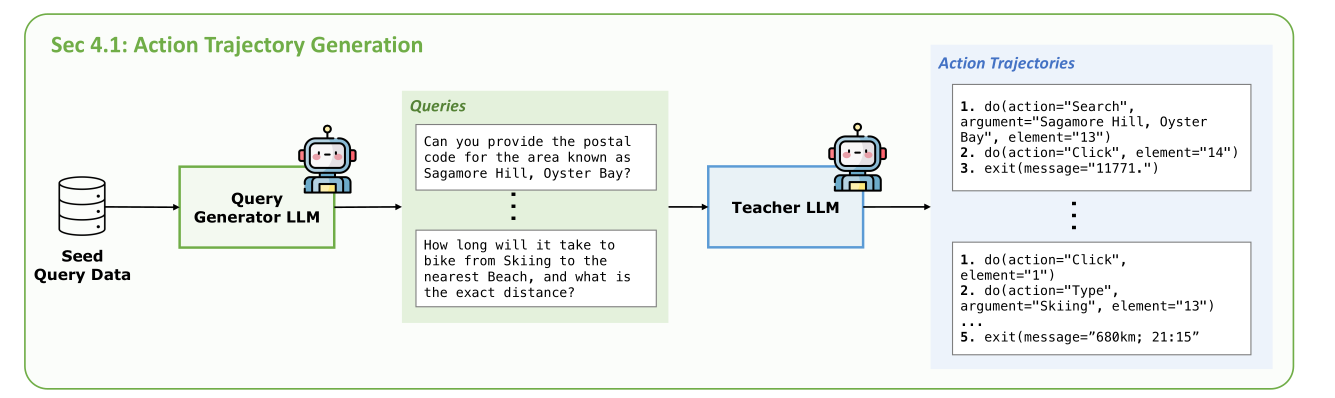 Sec 4.1: Action Trajectory Generation
Seed
Query Data
Query
Generator LLM
Queries
Can you provide the postal
code for the area known as
Sagamore Hill, Oyster Bay?
How long will it take to
bike from Skiing to the
nearest Beach, and what is
the exact distance?
Teacher LLM
Action Trajectories
1. do(action="Search",
argument="Sagamore Hill, Oyster
Bay", element="13")
2. do(action="Click", element="14")
3. exit(message="11771.")
1. do(action="Click",
element="1")
2. do(action="Type",
argument="Skiing", element="13")
...
5. exit(message=”680km; 21:15”